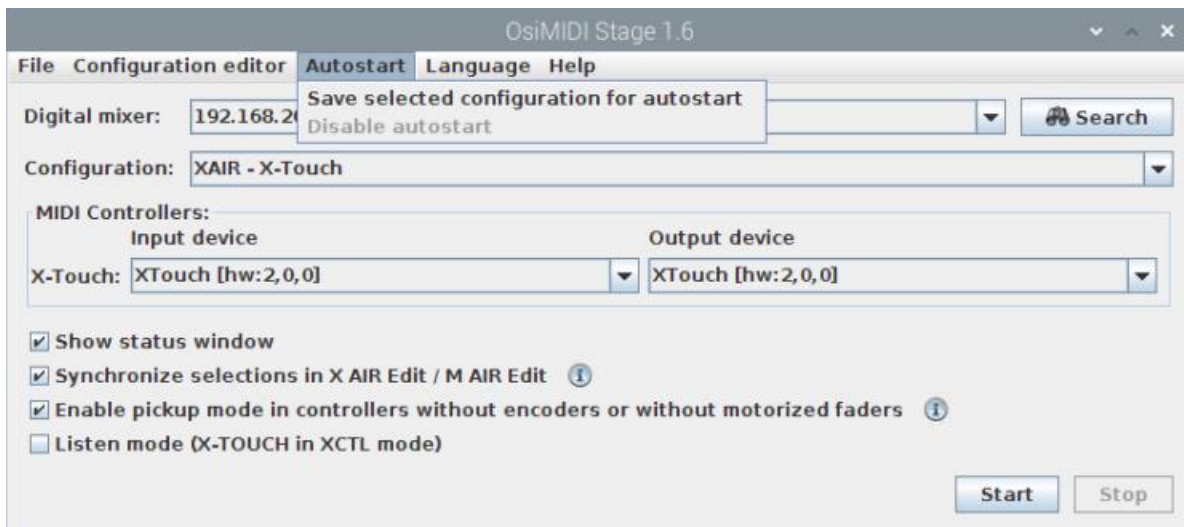 OsiMIDI Stage 1.6
File Configuration editor Autostart Language Help
Save selected configuration for autostart
Disable autostart
Digital mixer: Search
Configuration: XAIR - X-Touch
MIDI Controllers:
Input device Output device
X-Touch: XTouch [hw:2,0,0] XTouch [hw:2,0,0]
Show status window
Synchronize selections in X AIR Edit / M AIR Edit
Enable pickup mode in controllers without encoders or without motorized faders
Listen mode (X-TOUCH in XCTL mode)
Start Stop